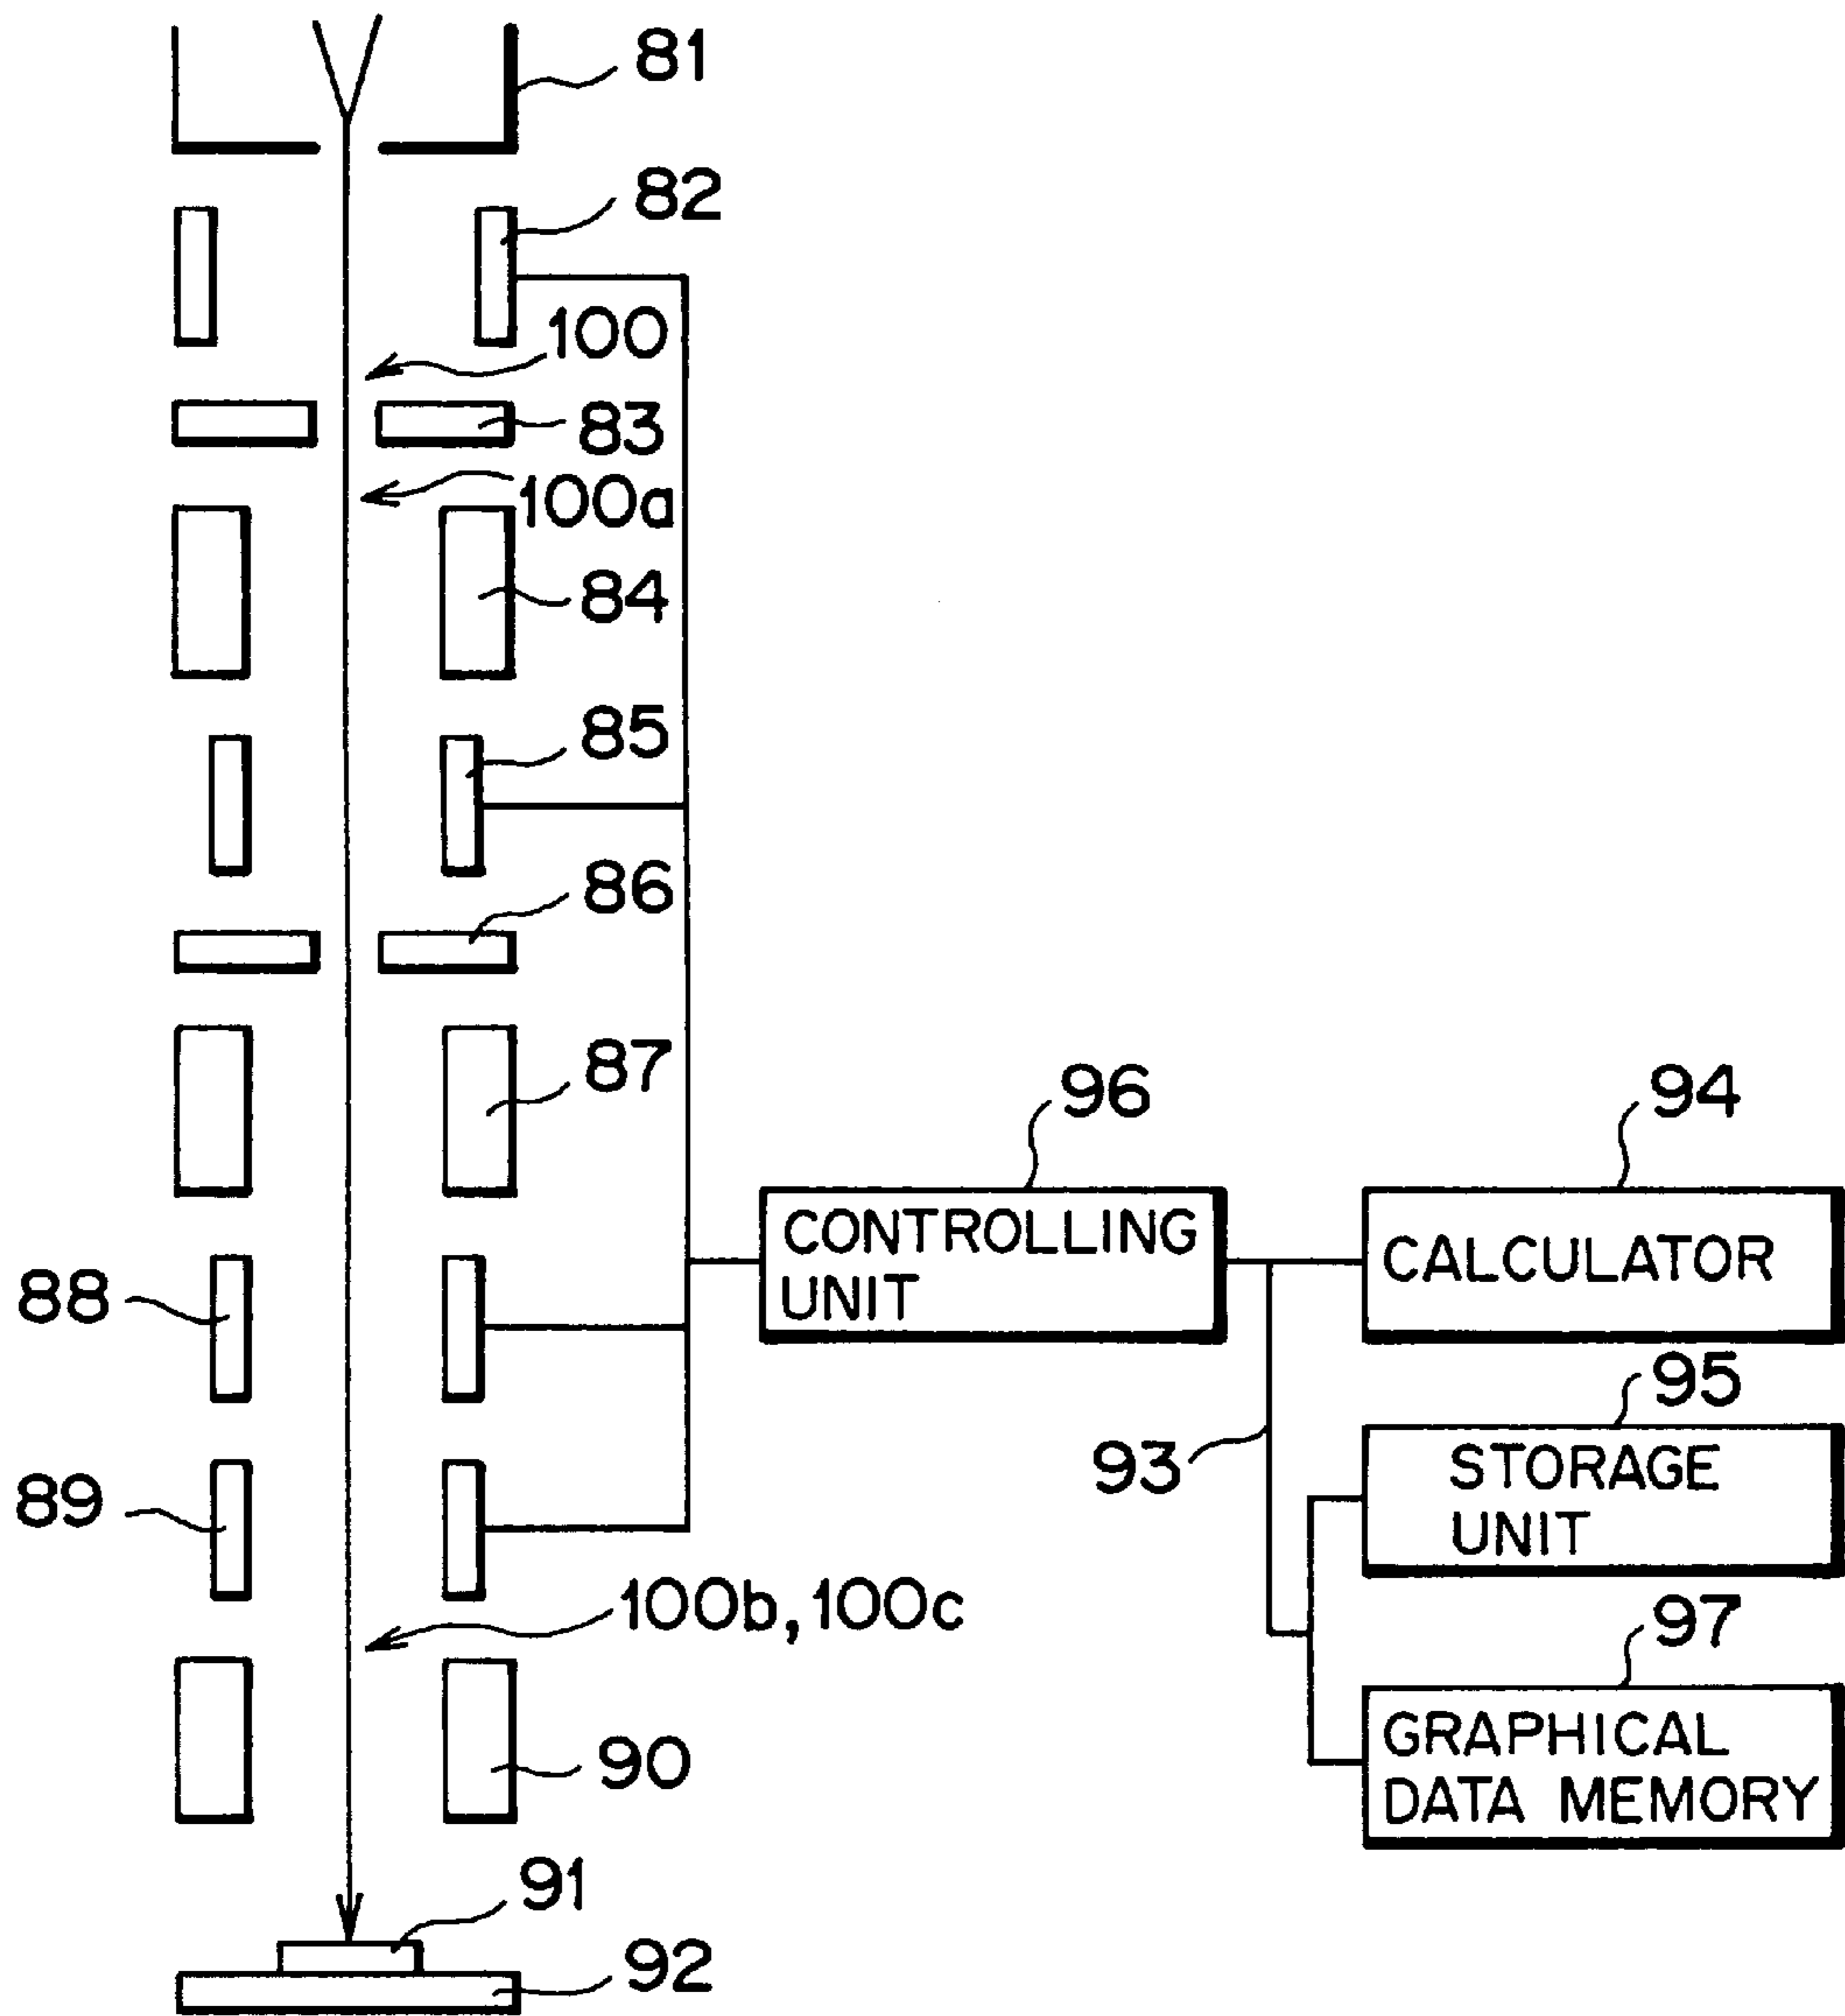 81
82
100
83
100a
84
85
86
87
96
94
CONTROLLING
UNIT
CALCULATOR
88
95
93
STORAGE
UNIT
89
100b, 100c
97
90
GRAPHICAL
DATA MEMORY
91
92